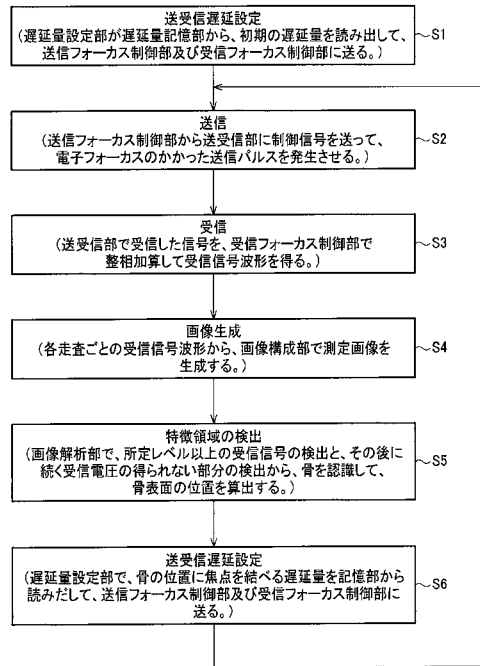 送受信遅延設定
(遅延量設定部が遅延量記憶部から、初期の遅延量を読み出して、
送信フォーカス制御部及び受信フォーカス制御部に送る。)
S1
送信
(送信フォーカス制御部から送受信部に制御信号を送って、
電子フォーカスのかかった送信パルスを発生させる。)
S2
受信
(送受信部で受信した信号を、受信フォーカス制御部で
整相加算して受信信号波形を得る。)
S3
画像生成
(各走査ごとの受信信号波形から、画像構成部で測定画像を
生成する。)
S4
特徴領域の検出
(画像解析部で、所定レベル以上の受信信号の検出と、その後に
続く受信電圧の得られない部分の検出から、骨を認識して、
骨表面の位置を算出する。)
S5
送受信遅延設定
(遅延量設定部で、骨の位置に焦点を結べる遅延量を記憶部から
読みだして、送信フォーカス制御部及び受信フォーカス制御部に
送る。)
S6